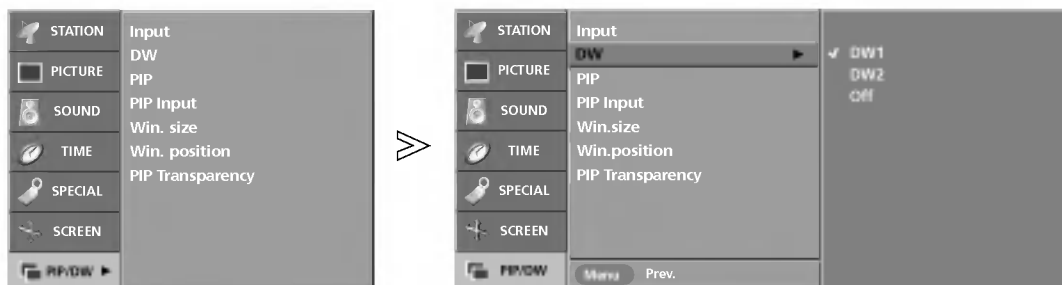 STATION
PICTURE
SOUND
TIME
SPECIAL
SCREEN
PIP/DW
Input
DW
PIP
PIP Input
Win. size
Win. position
PIP Transparency
STATION
PICTURE
SOUND
TIME
SPECIAL
SCREEN
PIP/DW
Input
DW
PIP
PIP Input
Win.size
Win.position
PIP Transparency
Menu Prev.
DW1
DW2
Off